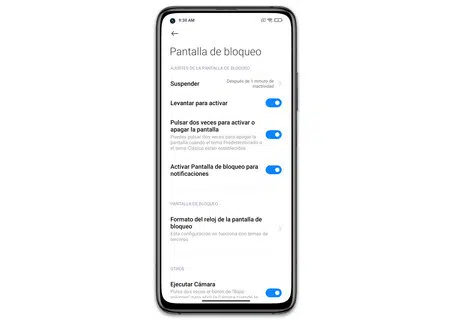 9:30 AM
Pantalla de bloqueo
AJUSTES DE LA PANTALLA DE BLOQUEO
Suspender
Después de 1 minuto de
inactividad
Levantar para activar
Pulsar dos veces para activar o
apagar la pantalla
Puedes pulsar dos veces para apagar la
pantalla cuando el tema Predeterminado o
el tema Clásico están establecidos
Activar Pantalla de bloqueo para
notificaciones
PANTALLA DE BLOQUEO
Formato del reloj de la pantalla de
bloqueo
Esta configuración no funciona con temas de
terceros
OTROS
Ejecutar Cámara
Pulsa dos veces el botón de "Bajar